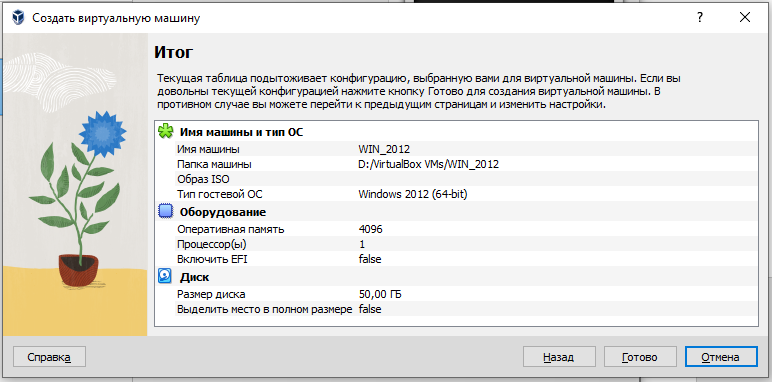 Создать виртуальную машину
?
Итог
Текущая таблица подытоживает конфигурацию, выбранную вами для виртуальной машины. Если вы
довольны текущей конфигурацией нажмите кнопку Готово для создания виртуальной машины. В
противном случае вы можете перейти к предыдущим страницам и изменить настройки.
Имя машины и тип ОС
Имя машины WIN_2012
Папка машины D:/VirtualBox VMs/WIN_2012
Образ ISO
Тип гостевой ОС Windows 2012 (64-bit)
Оборудование
Оперативная память 4096
Процессор(ы) 1
Включить EFI false
Диск
Размер диска 50,00 ГБ
Выделить место в полном размере false
Справка Назад Готово Отмена